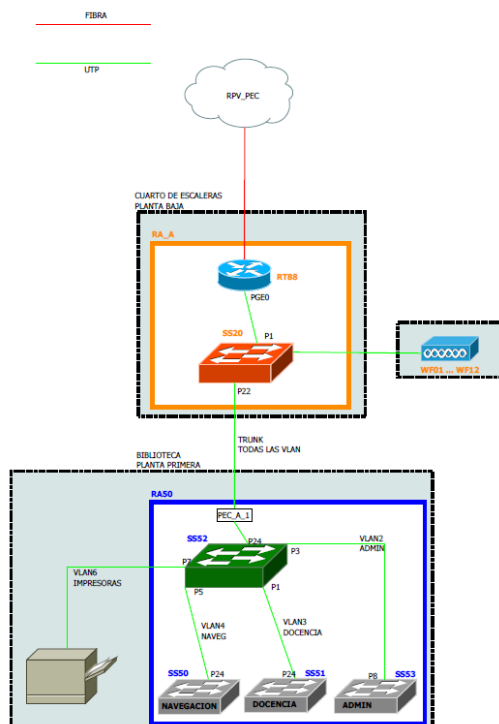 FIBRA
UTP
RPV_PEC
CUARTO DE ESCALERAS
PLANTA BAJA
RA_A
RT88
PGE0
SS20
P1
WF01 ... WF12
P22
TRUNK
TODAS LAS VLAN
BIBLIOTECA
PLANTA PRIMERA
RA50
PEC_A_1
SS52
P24
P3
VLAN2
ADMIN
P7
VLAN6
IMPRESORAS
P5
P1
VLAN4
NAVEG
VLAN3
DOCENCIA
SS50
P24
P24
SS51
P8
SS53
NAVEGACION
DOCENCIA
ADMIN